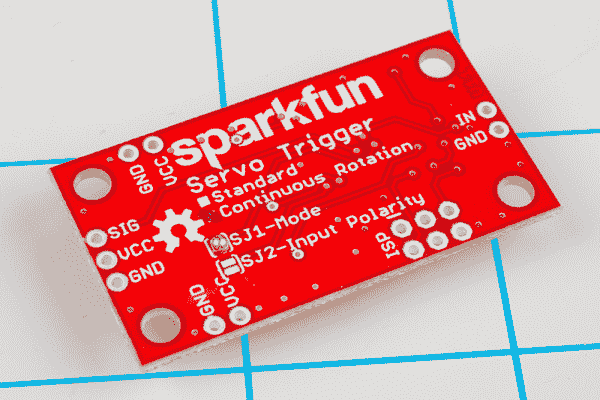 sparkfun
Servo Trigger
Standard
Continuous Rotation
SJ1-Mode
SJ2-Input Polarity
GND
VCC
SIG
VCC
GND
GND
VCC
IN
GND
ISP